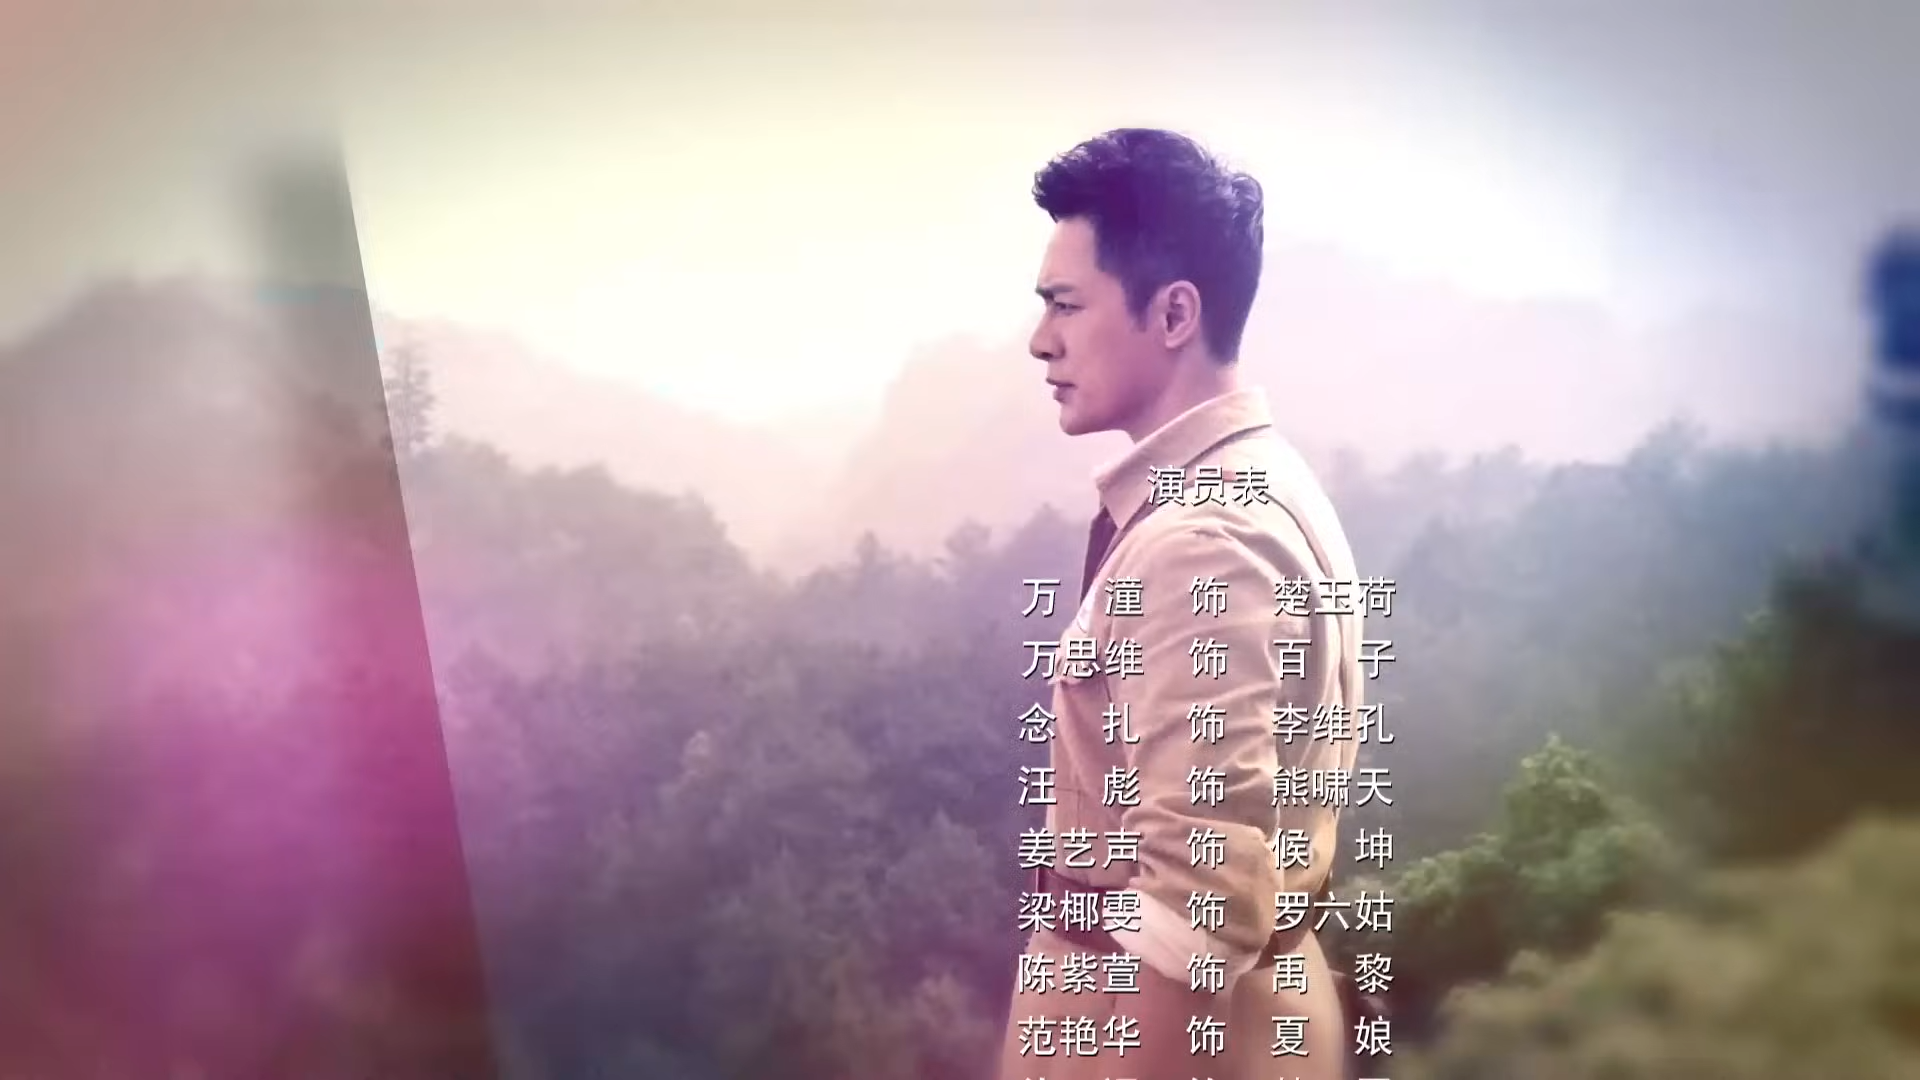 演员表
万 潼 饰 楚玉荷
万思维 饰 百 子
念 扎 饰 李维孔
汪 彪 饰 熊啸天
姜艺声 饰 候 坤
梁椰雯 饰 罗六姑
陈紫萱 饰 禹 黎
范艳华 饰 夏 娘